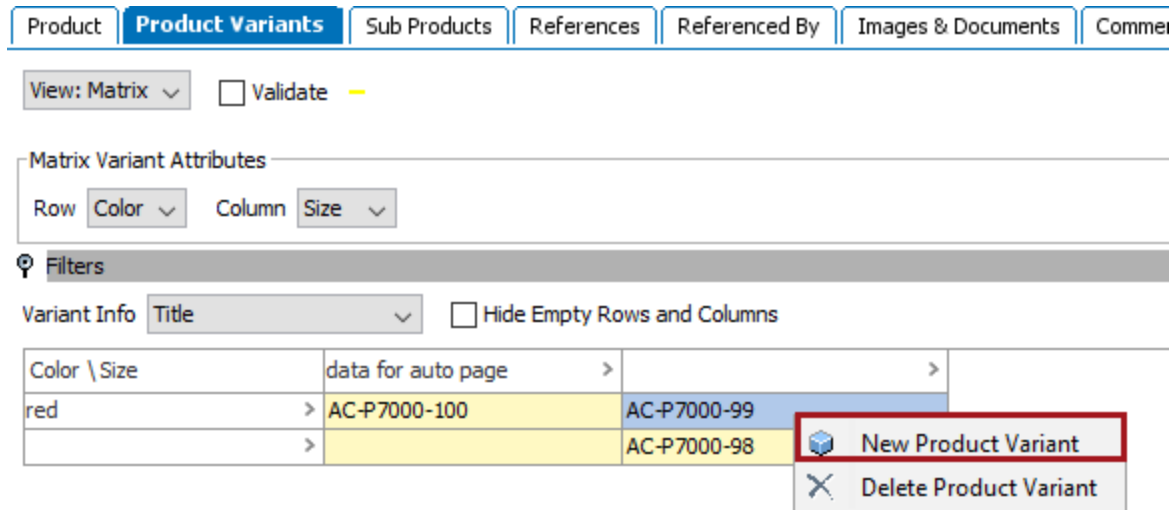 Product Product Variants Sub Products References Referenced By Images & Documents
View: Matrix Validate
Matrix Variant Attributes
Row Color Column Size
Filters
Variant Info Title Hide Empty Rows and Columns
Color \ Size data for auto page
red AC-P7000-100 AC-P7000-99
AC-P7000-98
New Product Variant
Delete Product Variant